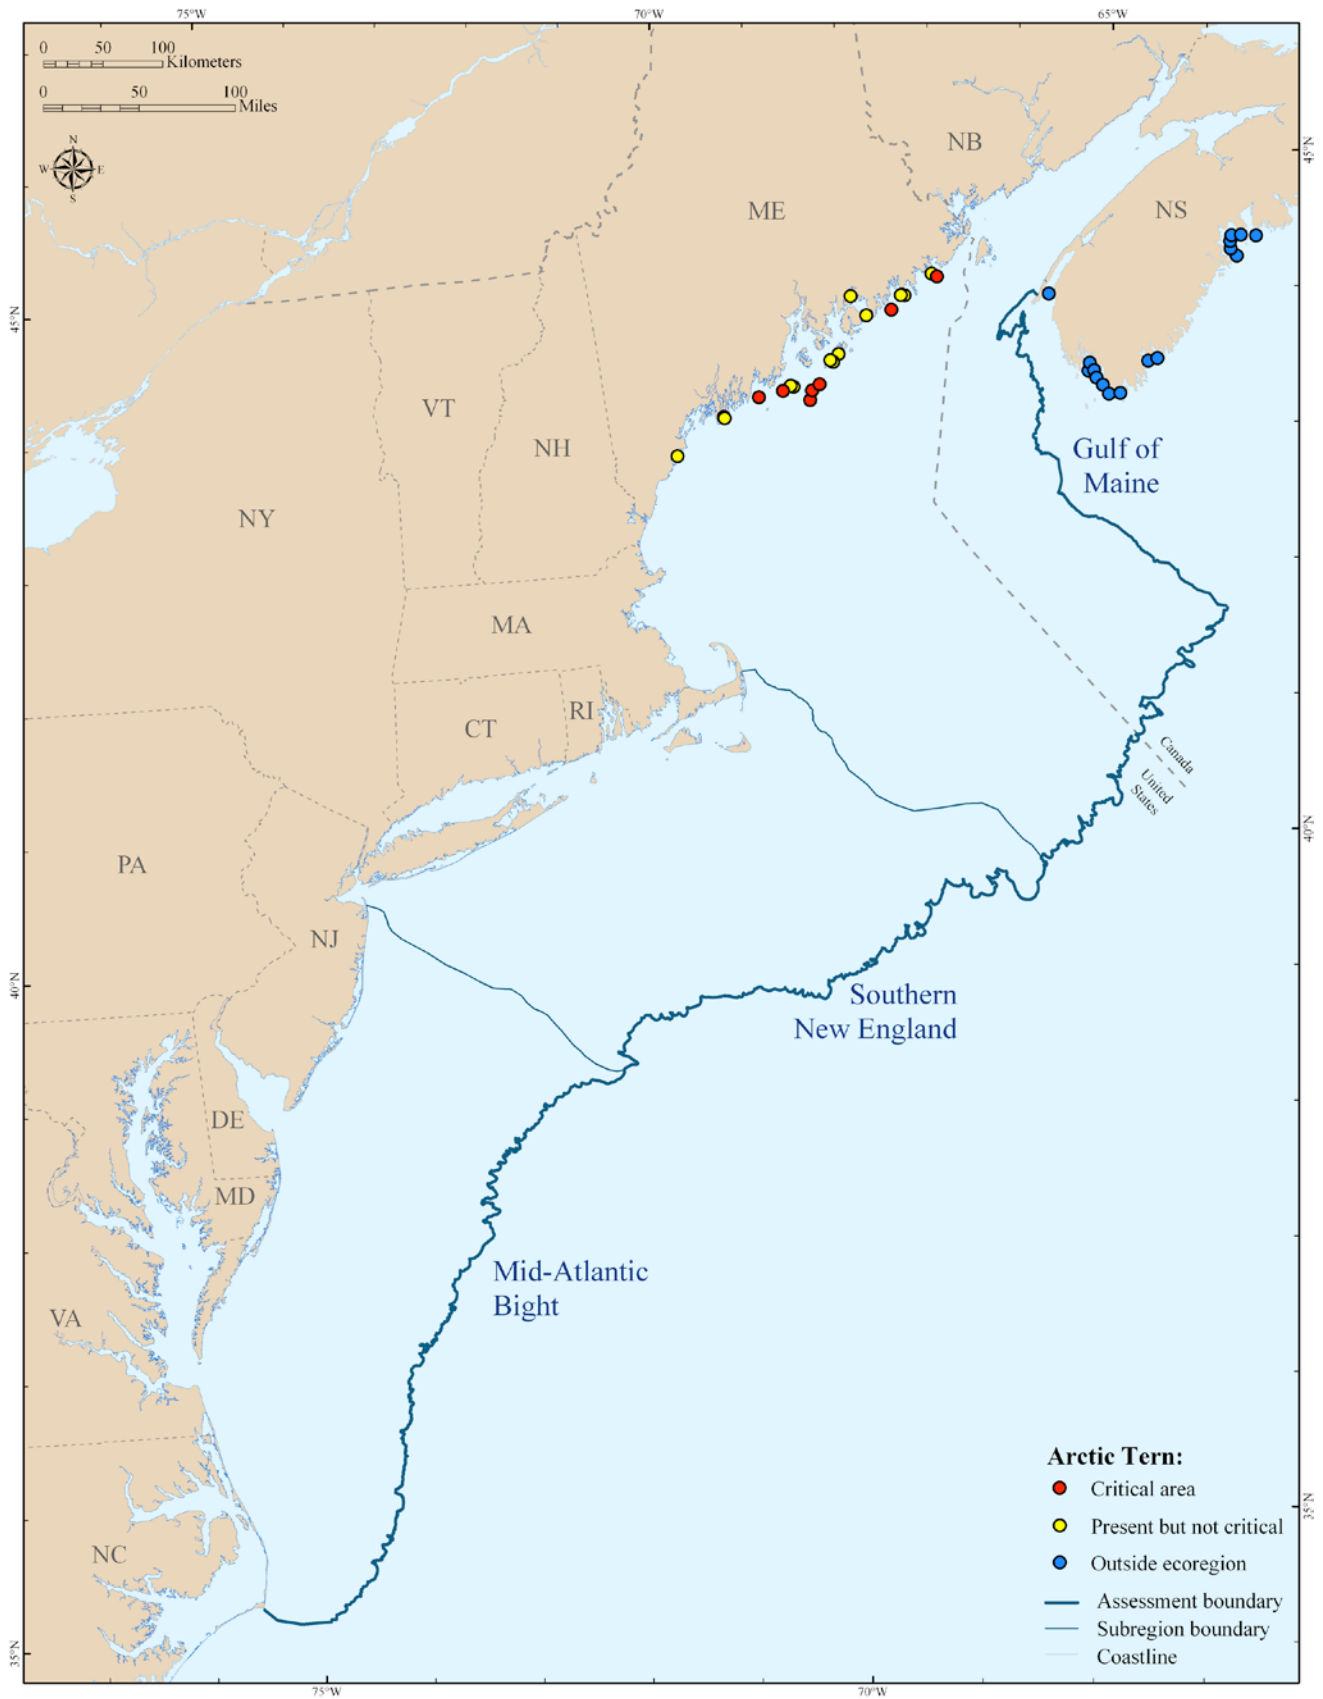 75°W
70°W
65°W
0 50 100
Kilometers
0 50 100
Miles
N
W E
S
45°N
45°N
NB
ME
NS
VT
NH
Gulf of
Maine
NY
MA
CT
RI
Canada
United
States
40°N
PA
NJ
40°N
Southern
New England
DE
MD
Mid-Atlantic
Bight
VA
NC
Arctic Tern:
Critical area
Present but not critical
Outside ecoregion
Assessment boundary
Subregion boundary
Coastline
35°N
35°N
75°W
70°W